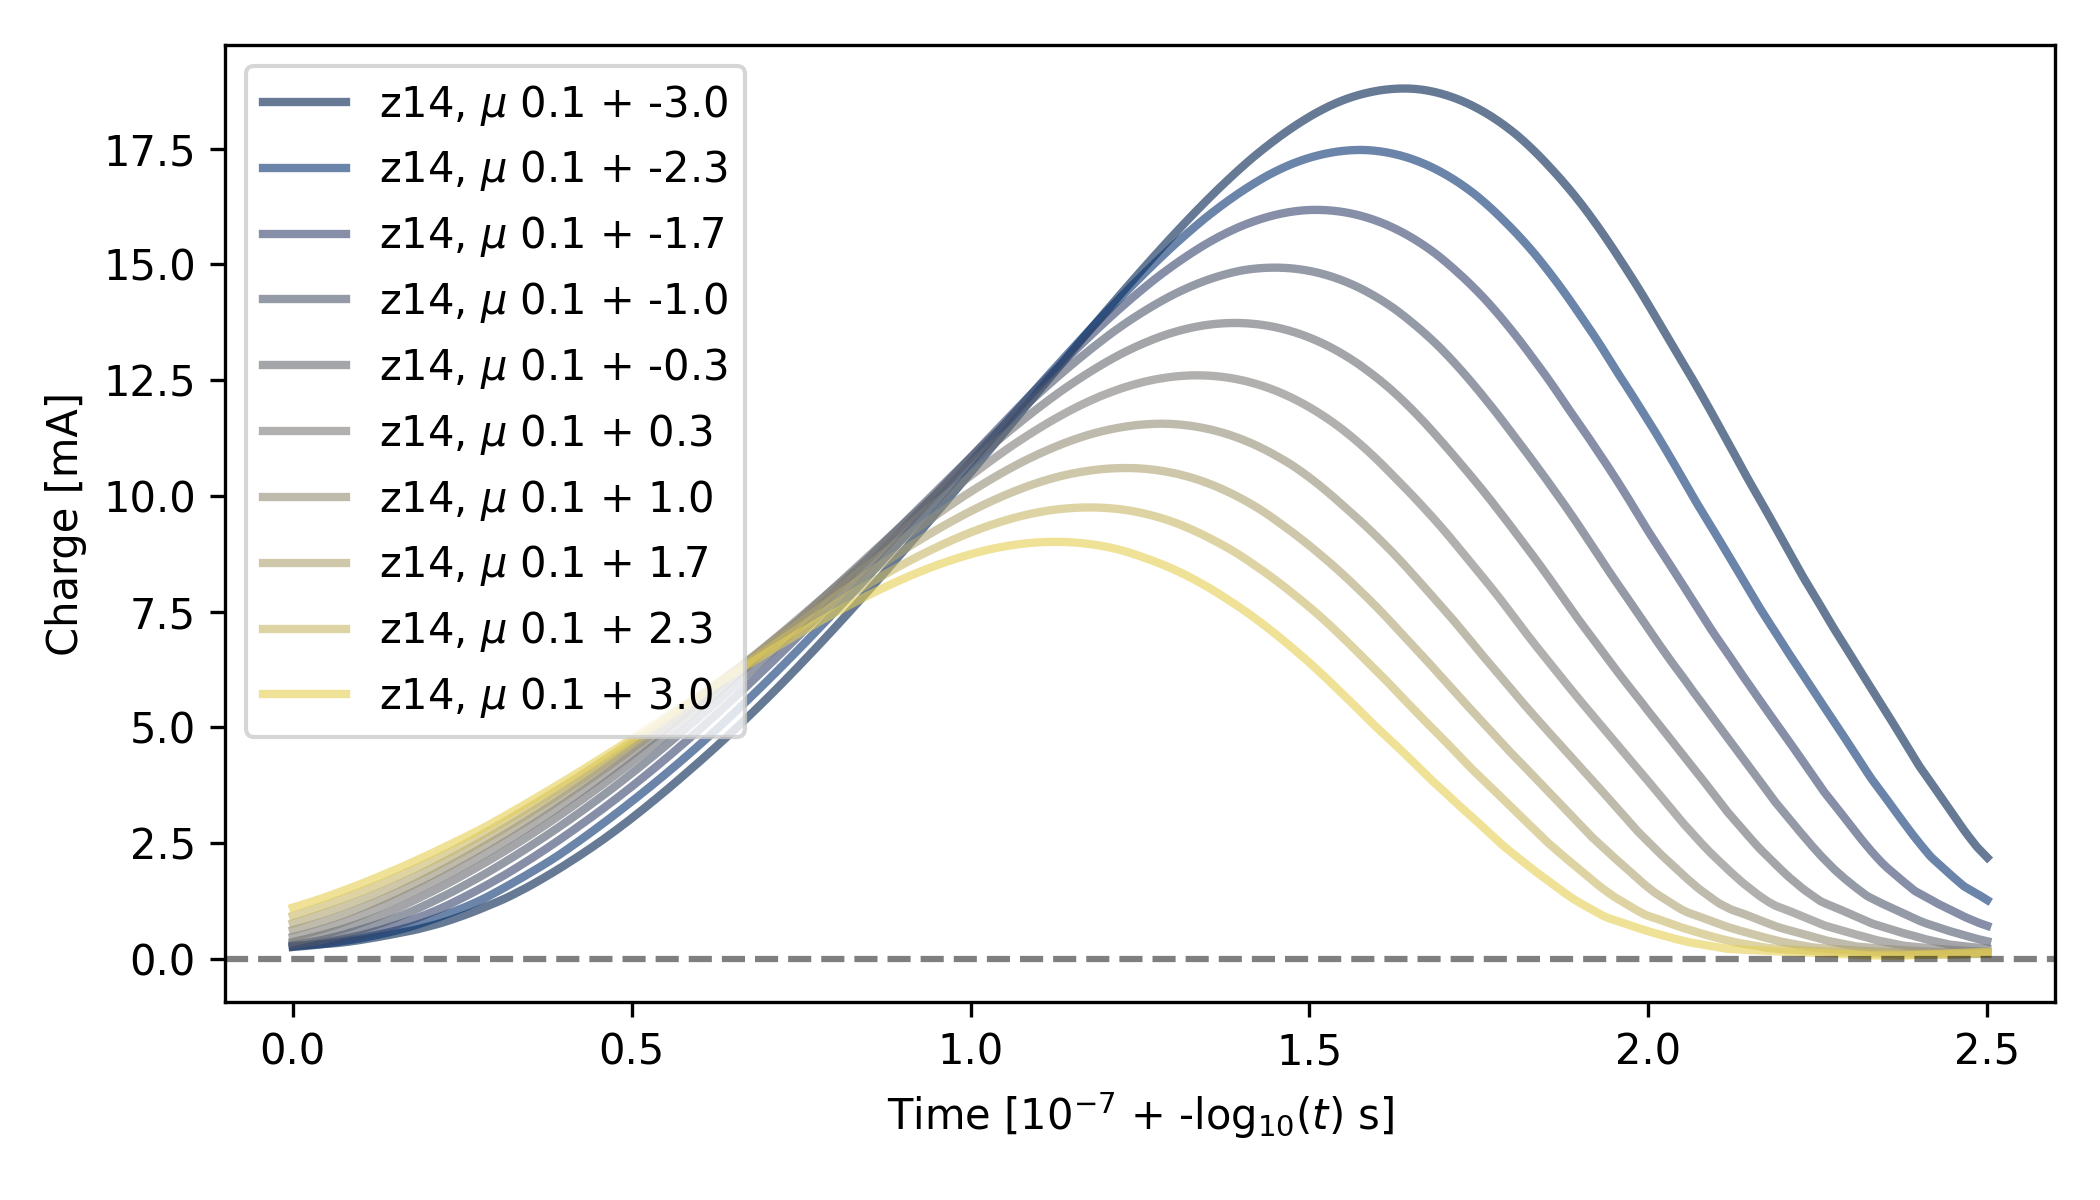 z14, μ 0.1 + -3.0
z14, μ 0.1 + -2.3
z14, μ 0.1 + -1.7
z14, μ 0.1 + -1.0
z14, μ 0.1 + -0.3
z14, μ 0.1 + 0.3
z14, μ 0.1 + 1.0
z14, μ 0.1 + 1.7
z14, μ 0.1 + 2.3
z14, μ 0.1 + 3.0
Charge [mA]
17.5
15.0
12.5
10.0
7.5
5.0
2.5
0.0
0.0 0.5 1.0 1.5 2.0 2.5
Time [10⁻⁷ + -log₁₀(t) s]